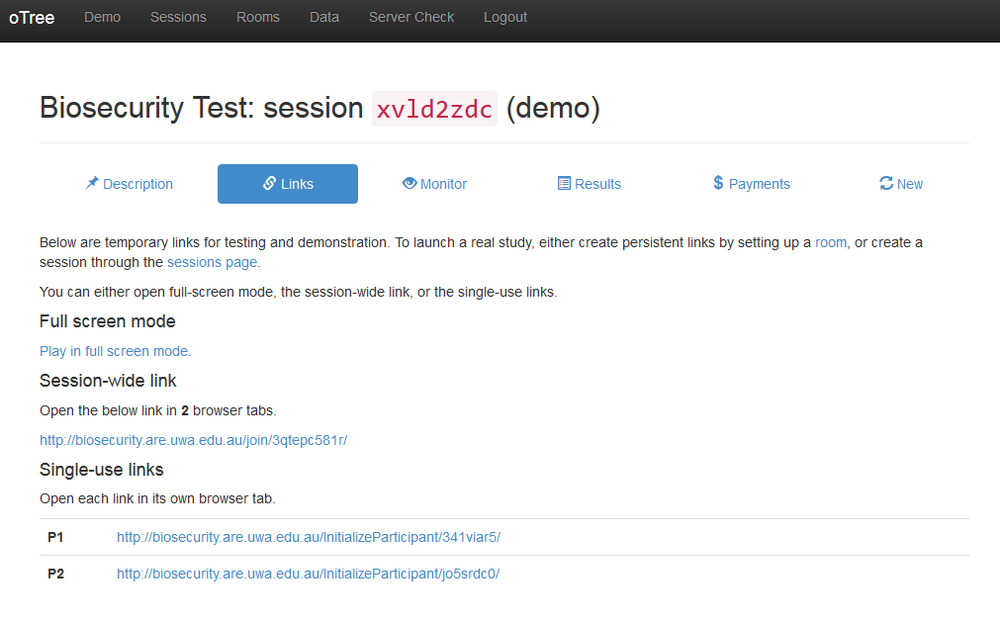 oTree Demo Sessions Rooms Data Server Check Logout
Biosecurity Test: session xvld2zdc (demo)
Description Links Monitor Results $ Payments New
Below are temporary links for testing and demonstration. To launch a real study, either create persistent links by setting up a room, or create a
session through the sessions page.
You can either open full-screen mode, the session-wide link, or the single-use links.
Full screen mode
Play in full screen mode.
Session-wide link
Open the below link in 2 browser tabs.
http://biosecurity.are.uwa.edu.au/join/3qtepc581r/
Single-use links
Open each link in its own browser tab.
P1 http://biosecurity.are.uwa.edu.au/InitializeParticipant/341viar5/
P2 http://biosecurity.are.uwa.edu.au/InitializeParticipant/jo5srdc0/